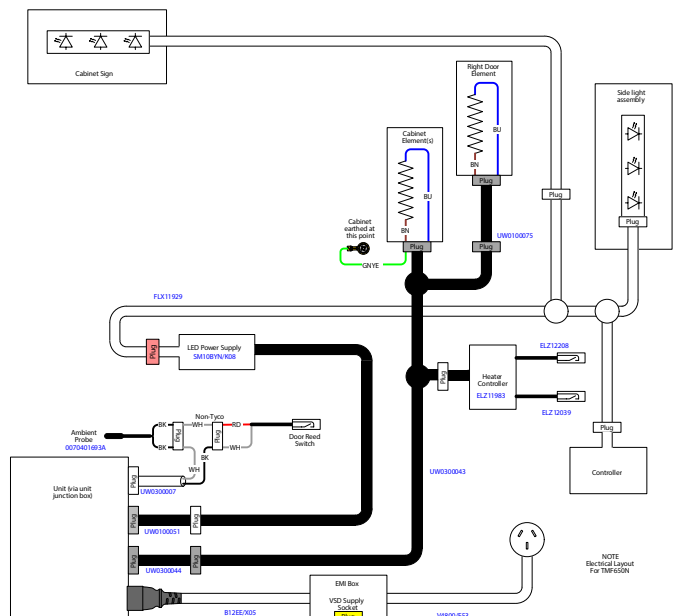 Cabinet Sign
Right Door
Element
BU
BN
Plug
Side light
assembly
Plug
Cabinet
Element(s)
BU
BN
Plug
Cabinet
earthed at
this point
GNYE
Plug
UW0100075
Plug
FLX11929
Plug
LED Power Supply
SM10BYN/K08
Plug
Heater
Controller
ELZ11983
ELZ12208
ELZ12039
Plug
Controller
Ambient
Probe
0070401693A
BK
BK
Plug
Non-Tyco
WH
Plug
RD
WH
BK
WH
Door Reed
Switch
Unit (via unit
junction box)
Plug
UW0300007
UW0300043
Plug
Plug
UW0100051
Plug
Plug
UW0300044
EMI Box
VSD Supply
Socket
Plug
B12EE/X05
NOTE
Electrical Layout
For TMF650N